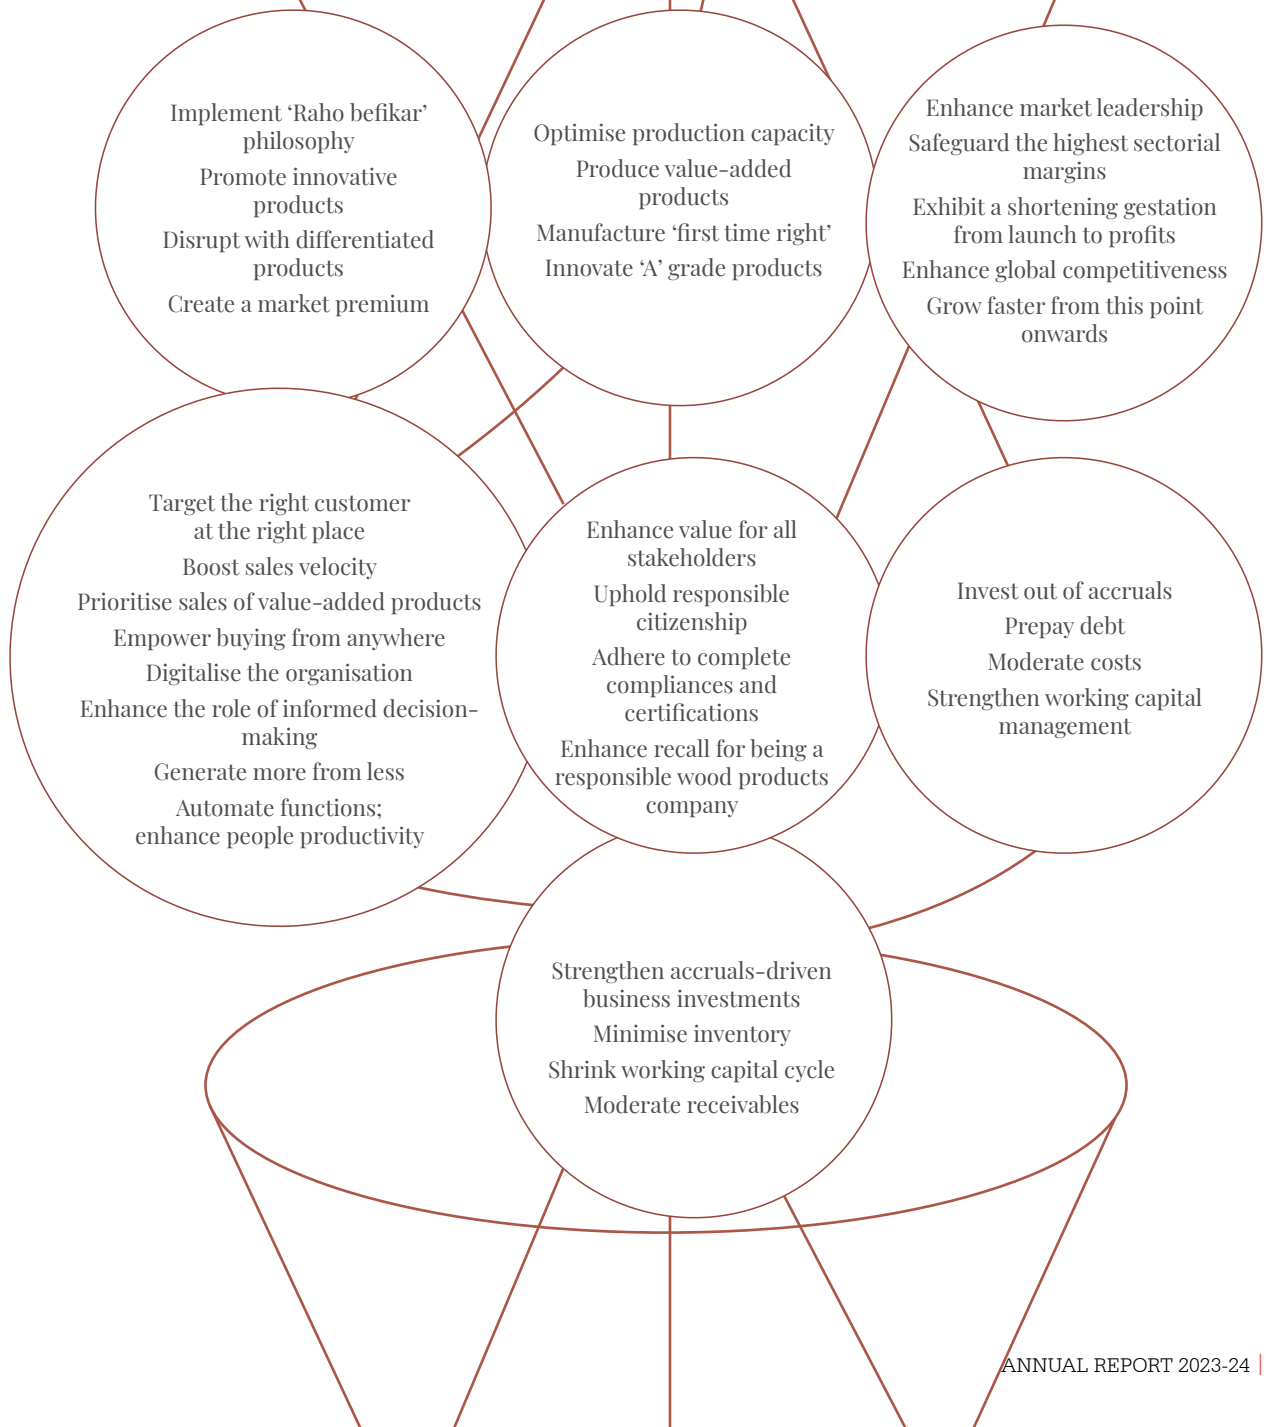 Implement ‘Raho befikar’
philosophy
Promote innovative
products
Disrupt with differentiated
products
Create a market premium
Optimise production capacity
Produce value-added
products
Manufacture ‘first time right’
Innovate ‘A’ grade products
Enhance market leadership
Safeguard the highest sectorial
margins
Exhibit a shortening gestation
from launch to profits
Enhance global competitiveness
Grow faster from this point
onwards
Target the right customer
at the right place
Boost sales velocity
Prioritise sales of value-added products
Empower buying from anywhere
Digitalise the organisation
Enhance the role of informed decision-
making
Generate more from less
Automate functions;
enhance people productivity
Enhance value for all
stakeholders
Uphold responsible
citizenship
Adhere to complete
compliances and
certifications
Enhance recall for being a
responsible wood products
company
Invest out of accruals
Prepay debt
Moderate costs
Strengthen working capital
management
Strengthen accruals-driven
business investments
Minimise inventory
Shrink working capital cycle
Moderate receivables
ANNUAL REPORT 2023-24 |